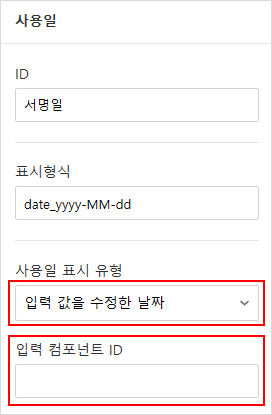 사용일
ID
서명일
표시형식
date_yyyy-MM-dd
사용일 표시 유형
입력 값을 수정한 날짜
입력 컴포넌트 ID